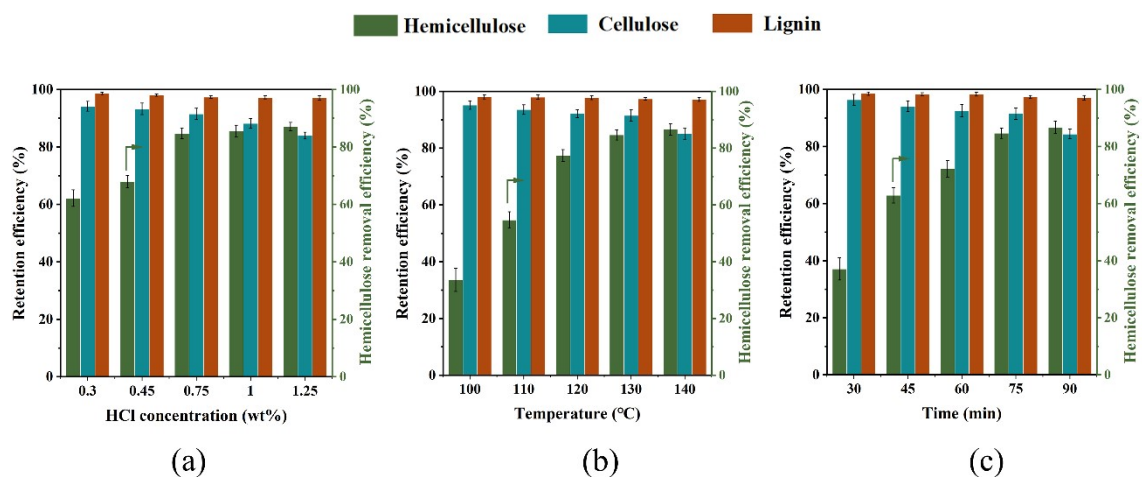 Hemicellulose Cellulose Lignin
Retention efficiency (%)
100
80
60
40
20
0
0.3 0.45 0.75 1 1.25
HCl concentration (wt%)
100
80
60
40
20
0
Hemicellulose removal efficiency (%)
(a)
Retention efficiency (%)
100
80
60
40
20
0
100 110 120 130 140
Temperature (°C)
100
80
60
40
20
0
Hemicellulose removal efficiency (%)
(b)
Retention efficiency (%)
100
80
60
40
20
0
30 45 60 75 90
Time (min)
100
80
60
40
20
0
Hemicellulose removal efficiency (%)
(c)